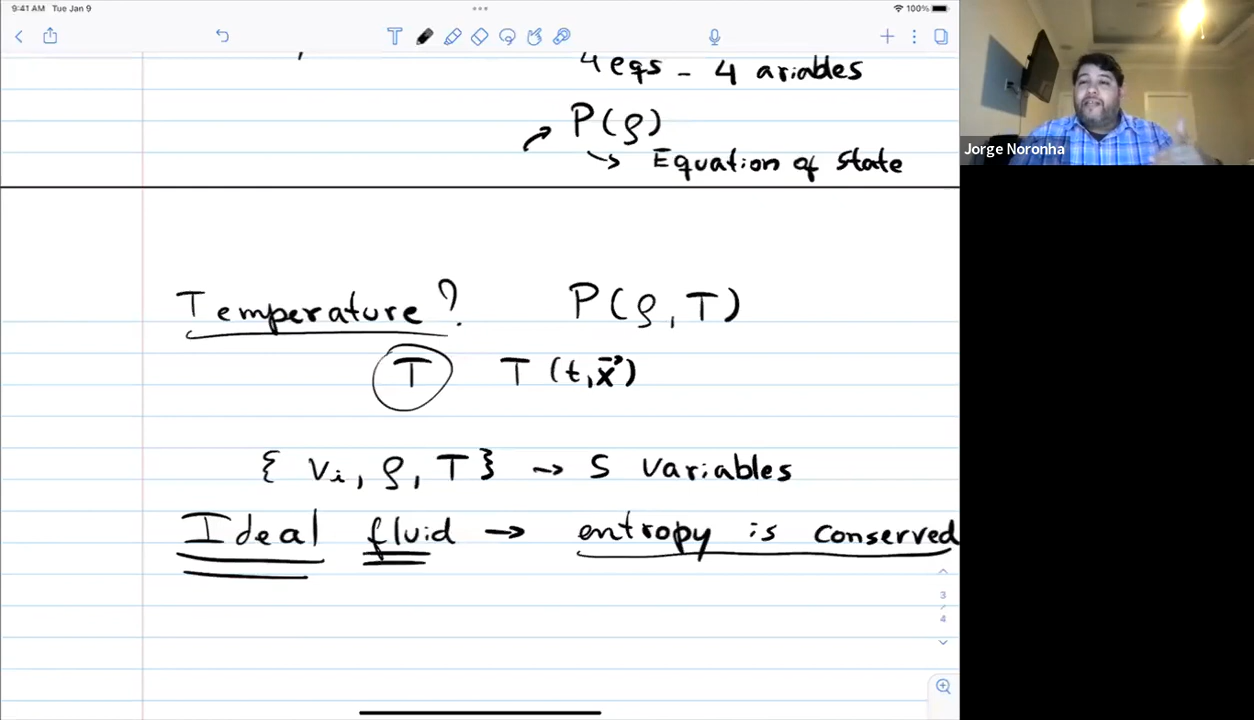 9:41 AM Tue Jan 9
100%
4 eqs - 4 ariables
P(ρ)
→ Equation of state
Jorge Noronha
Temperature? P(ρ, T)
T T (t, x⃗)
{ vi, ρ, T } → 5 variables
Ideal fluid → entropy is conserved
3
/
4